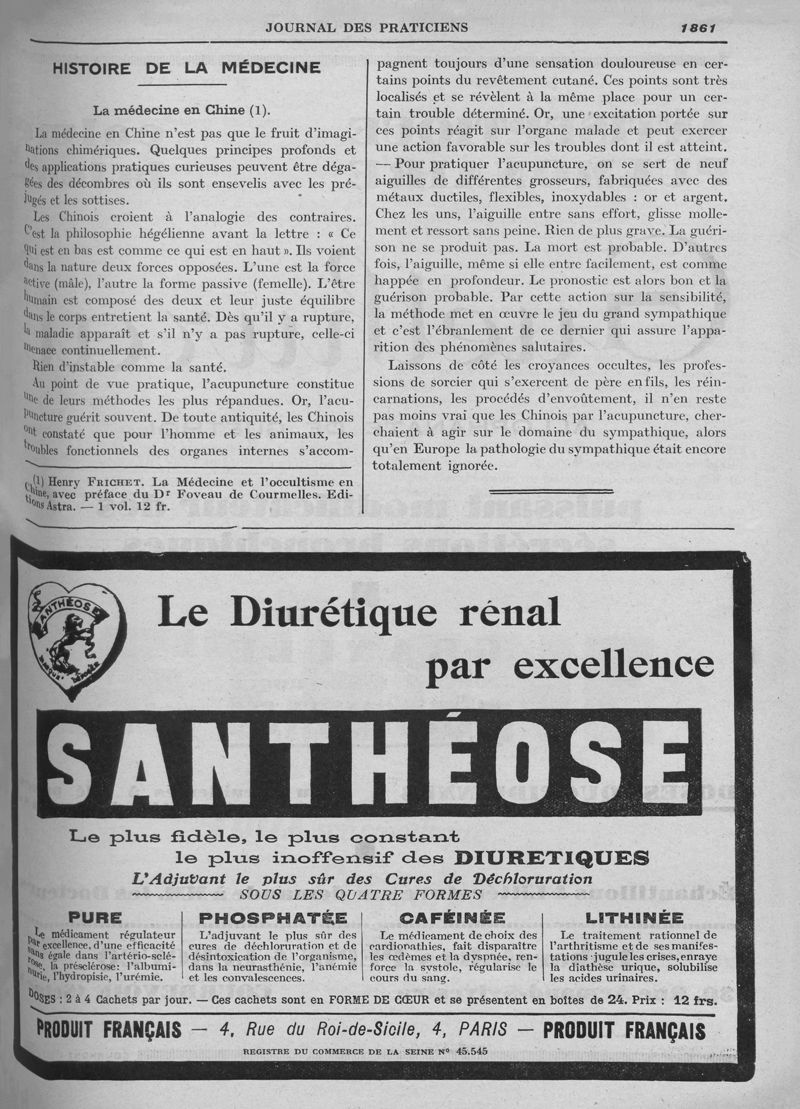 JOURNAL DES PRATICIENS 1861
HISTOIRE DE LA MÉDECINE
La médecine en Chine (1).
La médecine en Chine n'est pas que le fruit d'imagi-
nations chimériques. Quelques principes profonds et
des applications pratiques curieuses peuvent être déga-
gées des décombres où ils sont ensevelis avec les pré-
jugés et les sottises.
Les Chinois croient à l'analogie des contraires.
C'est la philosophie hégélienne avant la lettre : « Ce
qui est en bas est comme ce qui est en haut ». Ils voient
dans la nature deux forces opposées. L'une est la force
active (mâle), l'autre la forme passive (femelle). L'être
humain est composé des deux et leur juste équilibre
dans le corps entretient la santé. Dès qu'il y a rupture,
la maladie apparaît et s'il n'y a pas rupture, celle-ci
menace continuellement.
Rien d'instable comme la santé.
Au point de vue pratique, l'acupuncture constitue
une de leurs méthodes les plus répandues. Or, l'acu-
puncture guérit souvent. De toute antiquité, les Chinois
ont constaté que pour l'homme et les animaux, les
troubles fonctionnels des organes internes s'accom-
(1) Henry FRICHET. La Médecine et l'occultisme en
Chine, avec préface du Dr Foveau de Courmelles. Edi-
tions Astra. — 1 vol. 12 fr.
pagnent toujours d'une sensation douloureuse en cer-
tains points du revêtement cutané. Ces points sont très
localisés et se révèlent à la même place pour un cer-
tain trouble déterminé. Or, une excitation portée sur
ces points réagit sur l'organe malade et peut exercer
une action favorable sur les troubles dont il est atteint.
— Pour pratiquer l'acupuncture, on se sert de neuf
aiguilles de différentes grosseurs, fabriquées avec des
métaux ductiles, flexibles, inoxydables : or et argent.
Chez les uns, l'aiguille entre sans effort, glisse molle-
ment et ressort sans peine. Rien de plus grave. La guéri-
son ne se produit pas. La mort est probable. D'autres
fois, l'aiguille, même si elle entre facilement, est comme
happée en profondeur. Le pronostic est alors bon et la
guérison probable. Par cette action sur la sensibilité,
la méthode met en œuvre le jeu du grand sympathique
et c'est l'ébranlement de ce dernier qui assure l'appa-
rition des phénomènes salutaires.
Laissons de côté les croyances occultes, les profes-
sions de sorcier qui s'exercent de père en fils, les réin-
carnations, les procédés d'envoûtement, il n'en reste
pas moins vrai que les Chinois par l'acupuncture, cher-
chaient à agir sur le domaine du sympathique, alors
qu'en Europe la pathologie du sympathique était encore
totalement ignorée.
SANTHÉOSE
Le Diurétique rénal
par excellence
SANTHÉOSE
Le plus fidèle, le plus constant
le plus inoffensif des DIURETIQUES
L'Adjuvant le plus sûr des Cures de Déchloruration
SOUS LES QUATRE FORMES
PURE
Le médicament régulateur
par excellence, d'une efficacité
sans égale dans l'artério-sclé-
rose, la présclérose: l'albumi-
nurie, l'hydropisie, l'urémie.
PHOSPHATÉE
L'adjuvant le plus sûr des
cures de déchloruration et de
désintoxication de l'organisme,
dans la neurasthénie, l'anémie
et les convalescences.
CAFÉINÉE
Le médicament de choix des
cardionathies, fait disparaître
les œdèmes et la dyspnée, ren-
force la systole, régularise le
cours du sang.
LITHINÉE
Le traitement rationnel de
l'arthritisme et de ses manifes-
tations · jugule les crises, enraye
la diathèse urique, solubilise
les acides urinaires.
DOSES : 2 à 4 Cachets par jour. — Ces cachets sont en FORME DE CŒUR et se présentent en boîtes de 24. Prix : 12 frs.
PRODUIT FRANÇAIS — 4, Rue du Roi-de-Sicile, 4, PARIS — PRODUIT FRANÇAIS
REGISTRE DU COMMERCE DE LA SEINE No 45.545